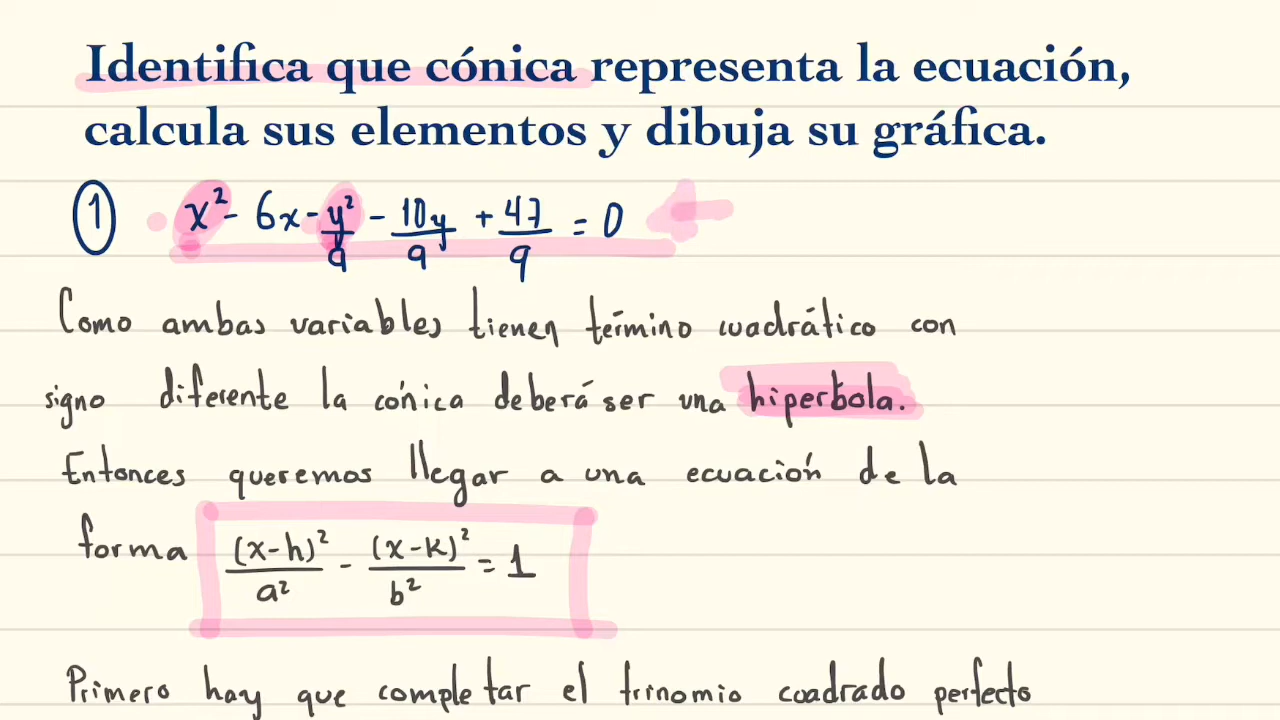 Identifica que cónica representa la ecuación,
calcula sus elementos y dibuja su gráfica.
① x² - 6x - y²/9 - 10y/9 + 47/9 = 0
Como ambas variables tienen término cuadrático con
signo diferente la cónica deberá ser una hiperbola.
Entonces queremos llegar a una ecuación de la
forma (x-h)²/a² - (x-k)²/b² = 1
Primero hay que completar el trinomio cuadrado perfecto